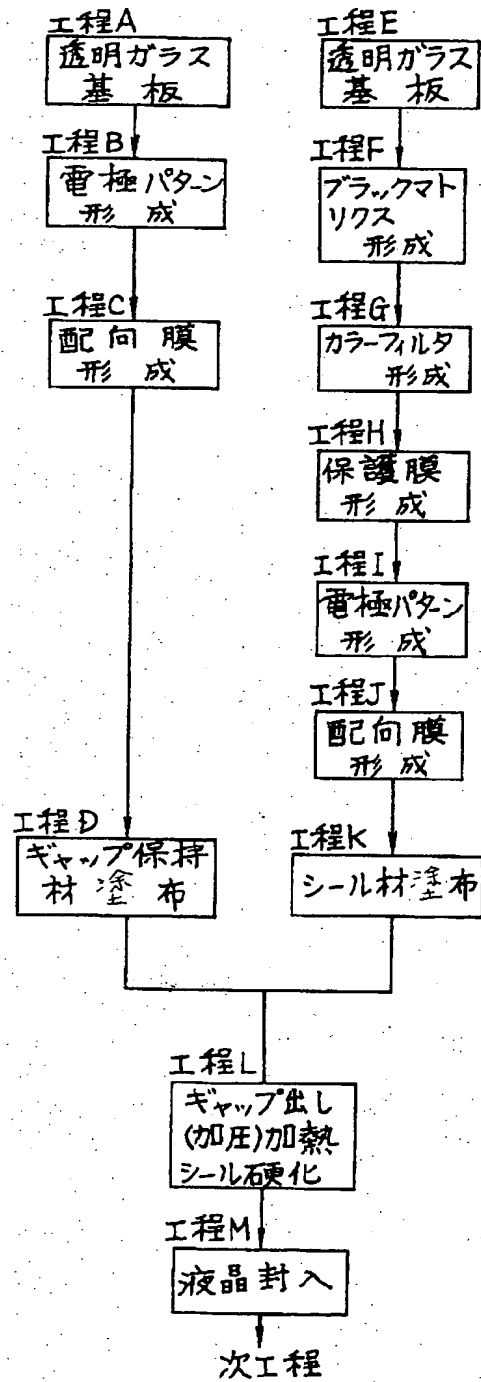 工程A
透明ガラス
基板
工程B
電極パターン
形成
工程C
配向膜
形成
工程D
ギャップ保持
材塗布
工程E
透明ガラス
基板
工程F
ブラックマト
リクス
形成
工程G
カラーフィルタ
形成
工程H
保護膜
形成
工程I
電極パターン
形成
工程J
配向膜
形成
工程K
シール材塗布
工程L
ギャップ出し
(加圧)加熱
シール硬化
工程M
液晶封入
次工程